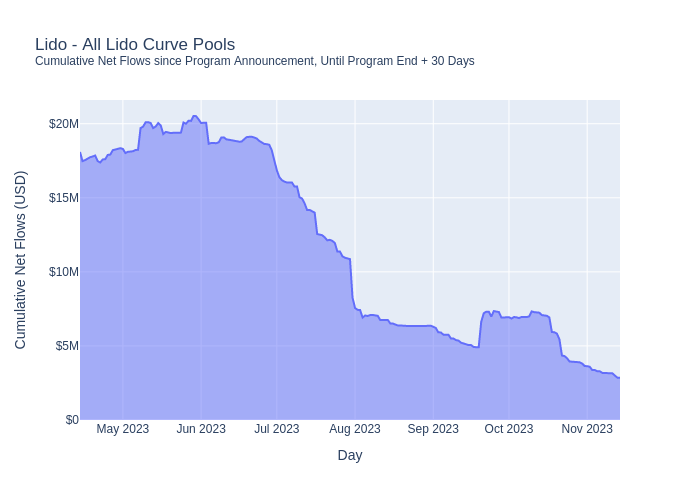 Lido - All Lido Curve Pools
Cumulative Net Flows since Program Announcement, Until Program End + 30 Days
Cumulative Net Flows (USD)
$20M
$15M
$10M
$5M
$0
May 2023 Jun 2023 Jul 2023 Aug 2023 Sep 2023 Oct 2023 Nov 2023
Day